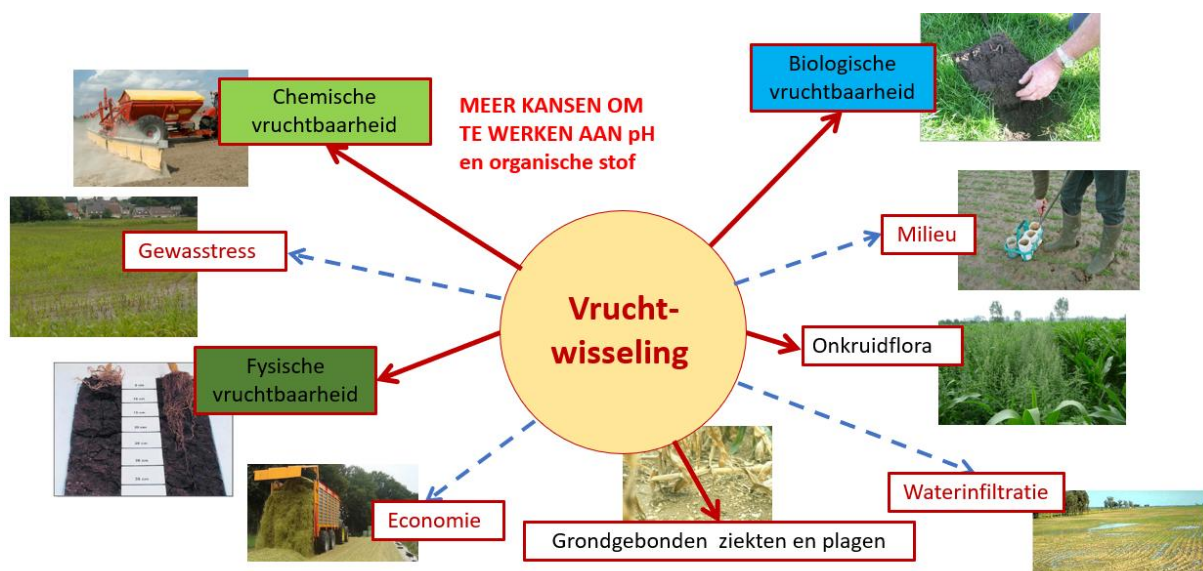 Chemische
vruchtbaarheid
MEER KANSEN OM
TE WERKEN AAN pH
en organische stof
Biologische
vruchtbaarheid
Gewasstress
Milieu
Vrucht-
wisseling
Onkruidflora
Fysische
vruchtbaarheid
Economie
Waterinfiltratie
Grondgebonden ziekten en plagen